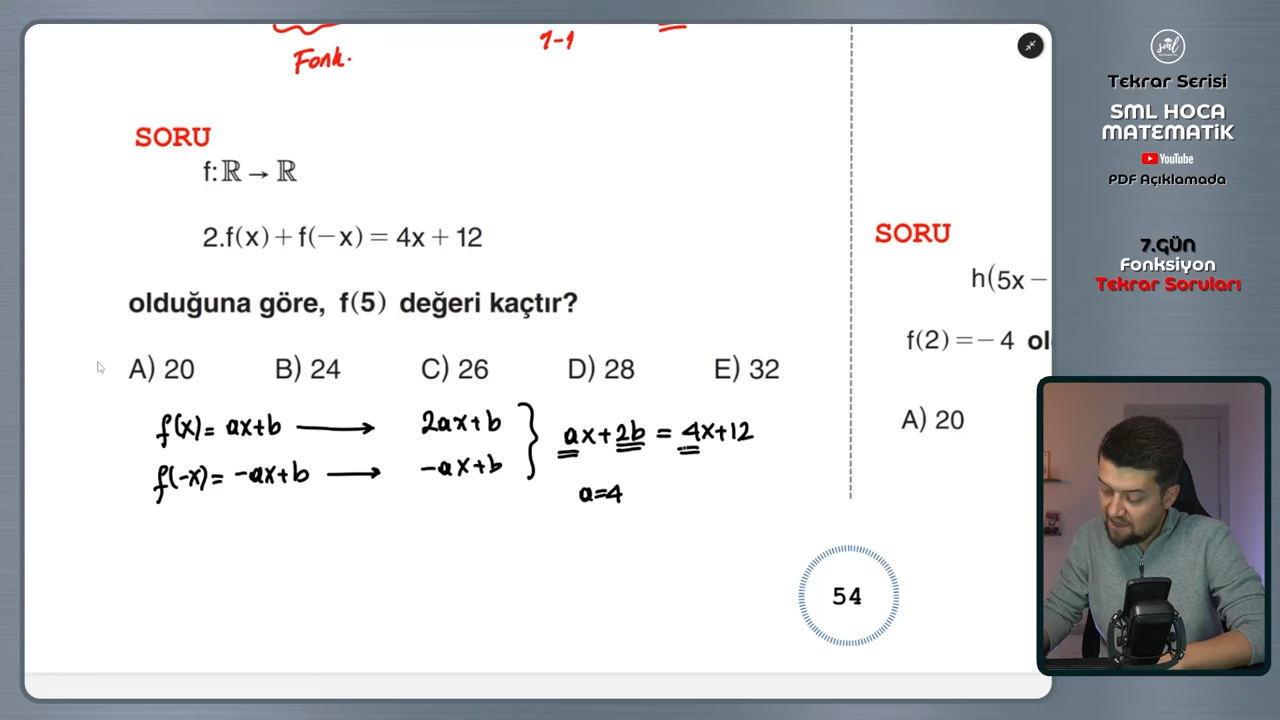 Fonk.
1-1
SORU
f: ℝ → ℝ
2.f(x) + f(−x) = 4x + 12
olduğuna göre, f(5) değeri kaçtır?
A) 20 B) 24 C) 26 D) 28 E) 32
f(x) = ax+b → 2ax+b
f(-x) = -ax+b → -ax+b
ax+2b = 4x+12
a=4
54
SORU
h(5x −
f(2) = − 4 ol
A) 20
sml
Tekrar Serisi
SML HOCA
MATEMATİK
YouTube
PDF Açıklamada
7.GÜN
Fonksiyon
Tekrar Soruları